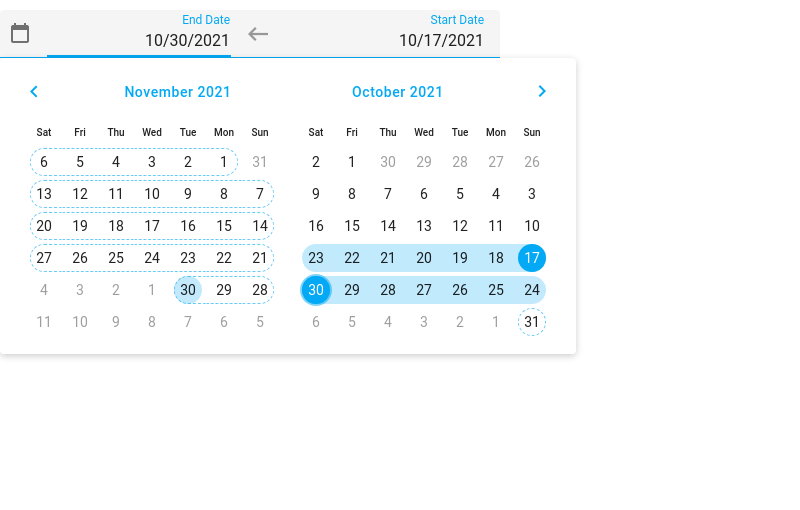 End Date Start Date
10/30/2021 10/17/2021
November 2021 October 2021
Sat Fri Thu Wed Tue Mon Sun Sat Fri Thu Wed Tue Mon Sun
6 5 4 3 2 1 31 2 1 30 29 28 27 26
13 12 11 10 9 8 7 9 8 7 6 5 4 3
20 19 18 17 16 15 14 16 15 14 13 12 11 10
27 26 25 24 23 22 21 23 22 21 20 19 18 17
4 3 2 1 30 29 28 30 29 28 27 26 25 24
11 10 9 8 7 6 5 6 5 4 3 2 1 31